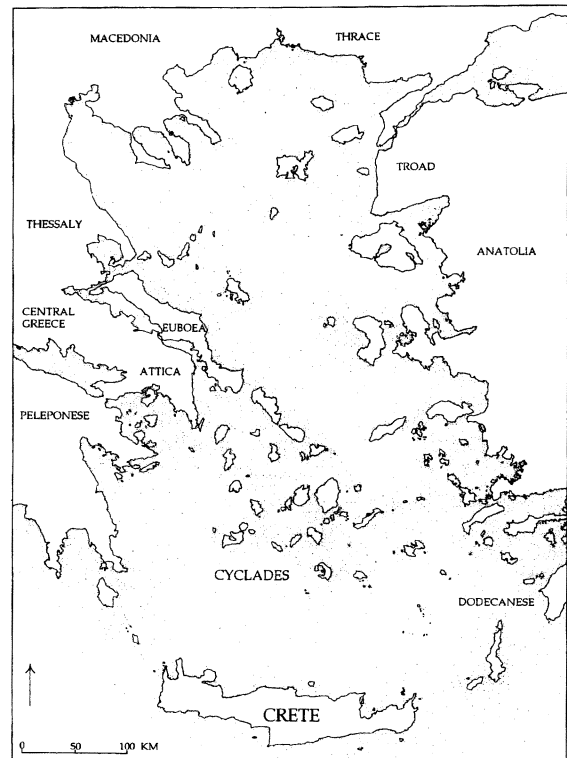 MACEDONIA
THRACE
TROAD
THESSALY
ANATOLIA
CENTRAL
GREECE
EUBOEA
ATTICA
PELEPONESE
CYCLADES
DODECANESE
CRETE
0 50 100 KM